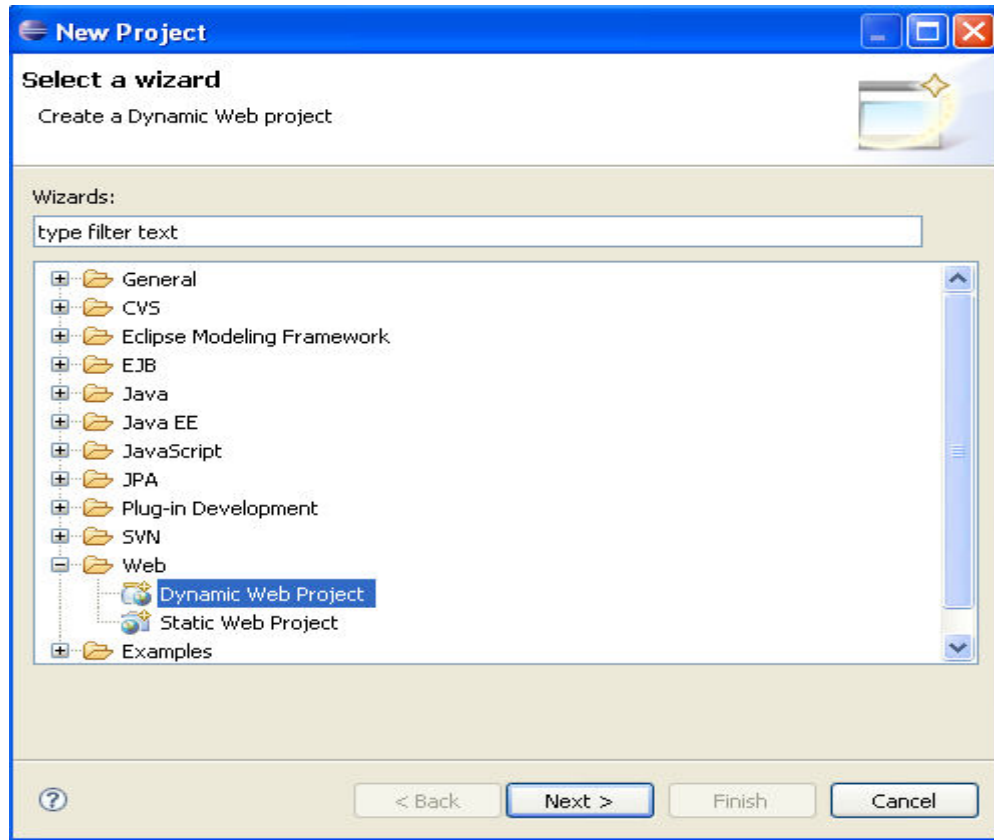 New Project
Select a wizard
Create a Dynamic Web project
Wizards:
type filter text
General
CVS
Eclipse Modeling Framework
EJB
Java
Java EE
JavaScript
JPA
Plug-in Development
SVN
Web
Dynamic Web Project
Static Web Project
Examples
? < Back Next > Finish Cancel